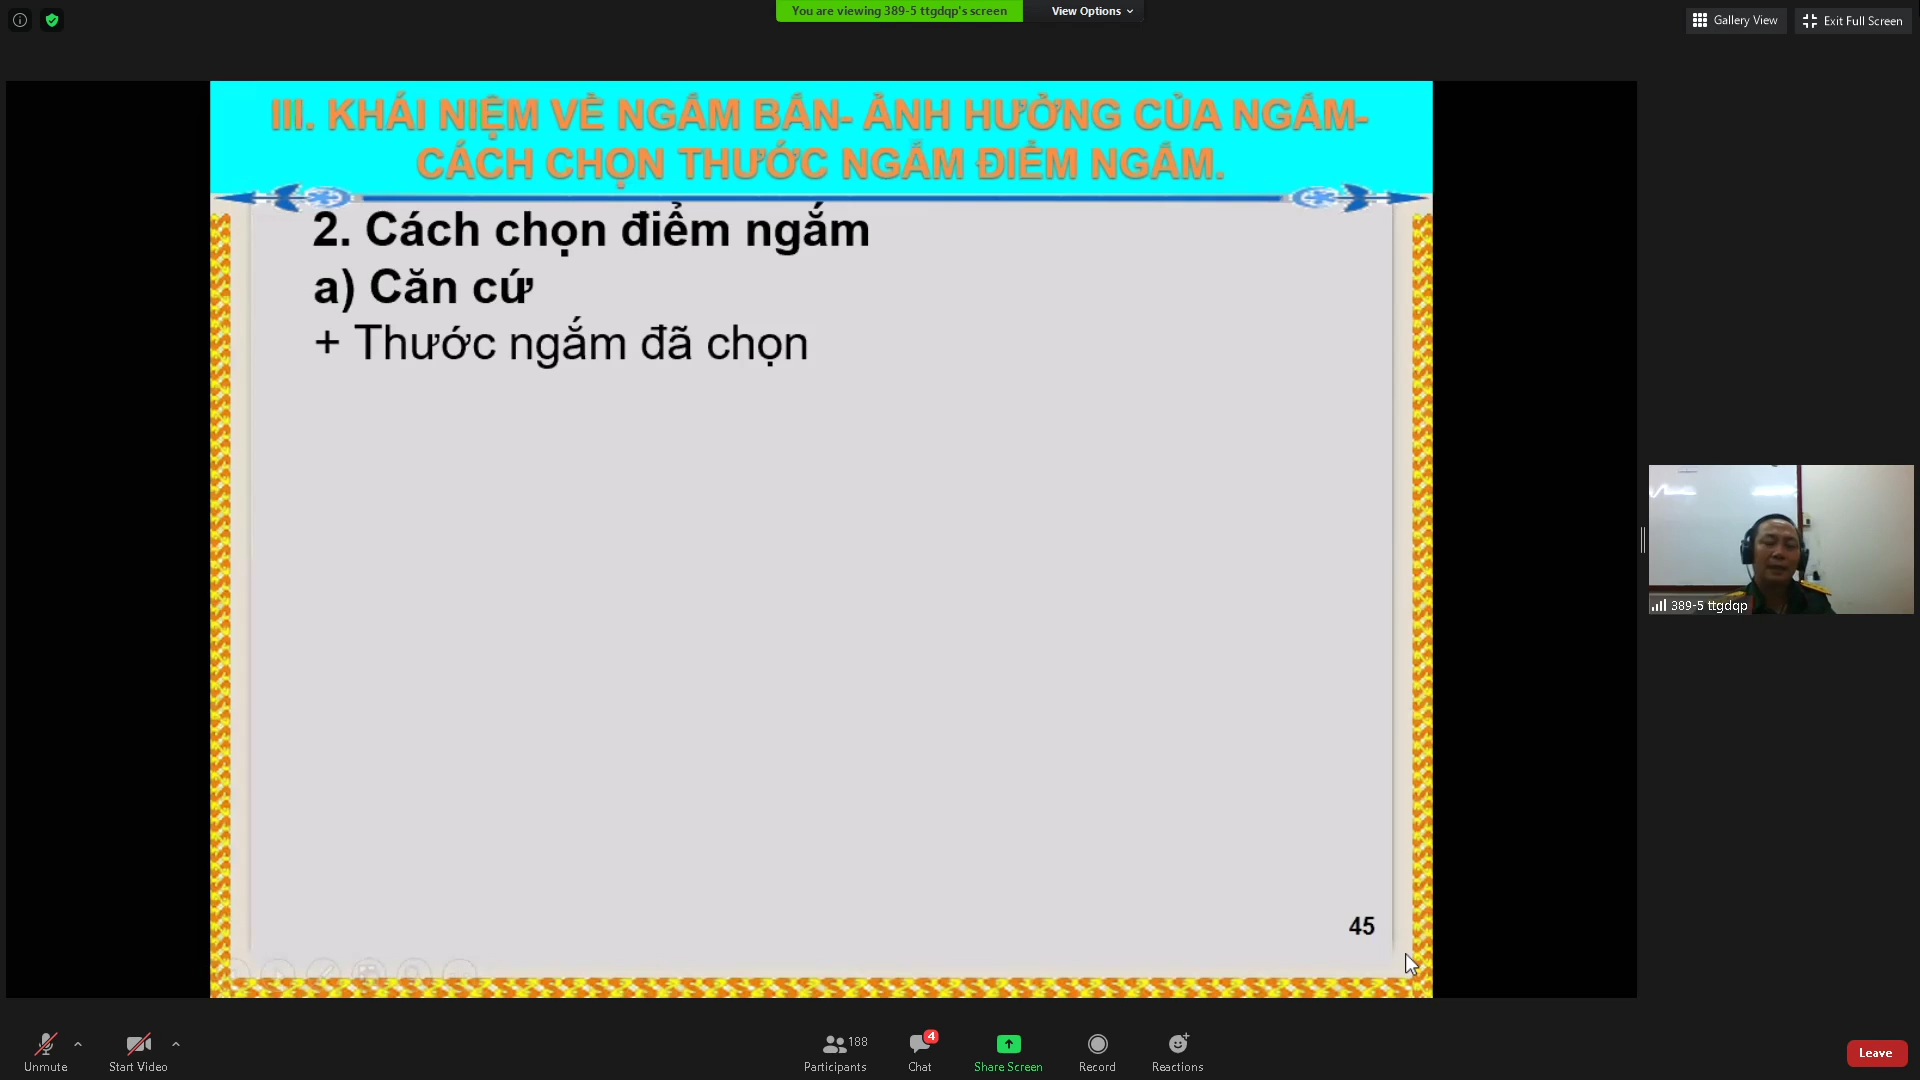 You are viewing 389-5 ttgdqp's screen
View Options
Gallery View
Exit Full Screen
III. KHÁI NIỆM VỀ NGẮM BẮN- ẢNH HƯỞNG CỦA NGẮM-
CÁCH CHỌN THƯỚC NGẮM ĐIỂM NGẮM.
2. Cách chọn điểm ngắm
a) Căn cứ
+ Thước ngắm đã chọn
45
389-5 ttgdqp
Unmute
Start Video
188
Participants
4
Chat
Share Screen
Record
Reactions
Leave